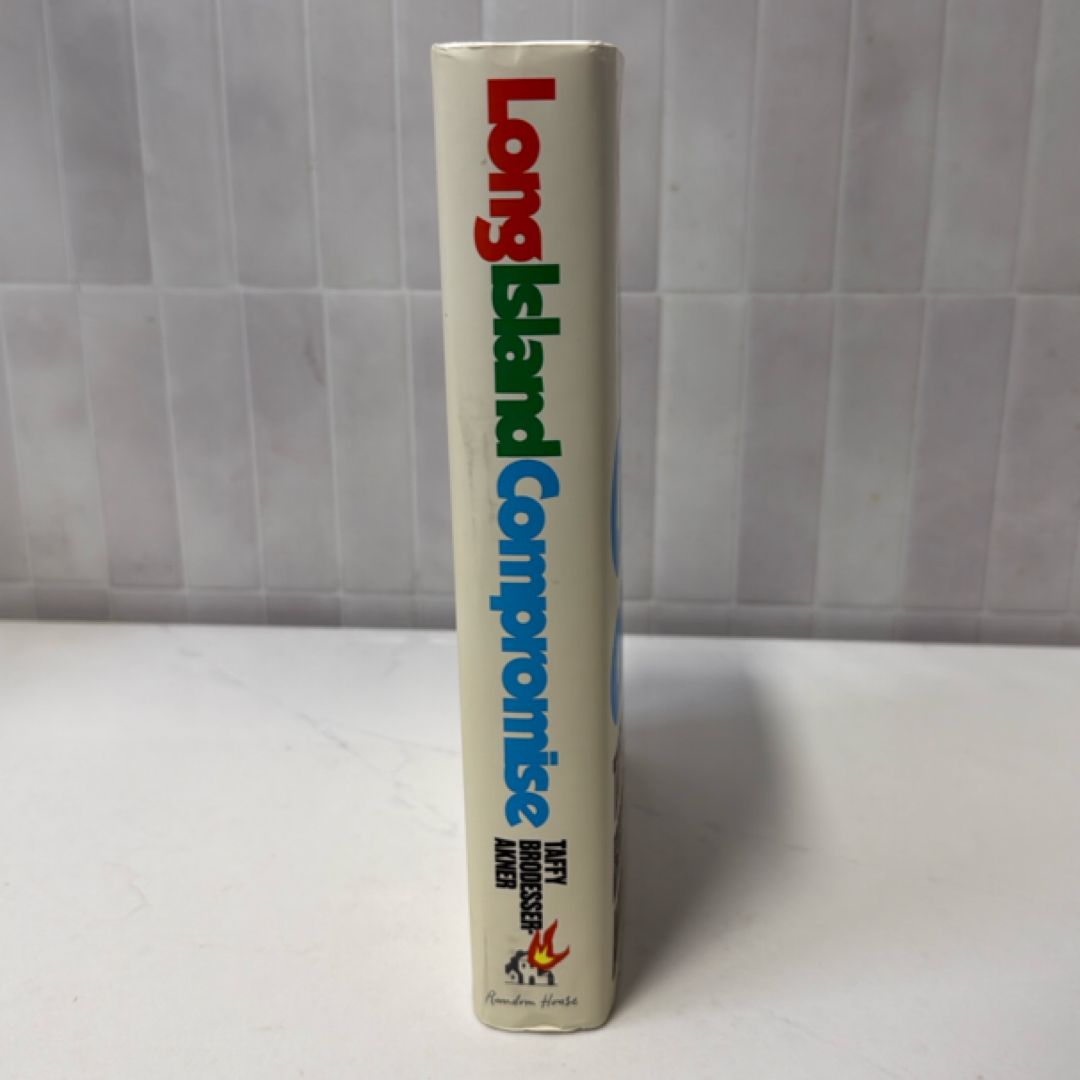 Long Island Compromise
TAFFY
BRODESSER-
AKNER
Random House